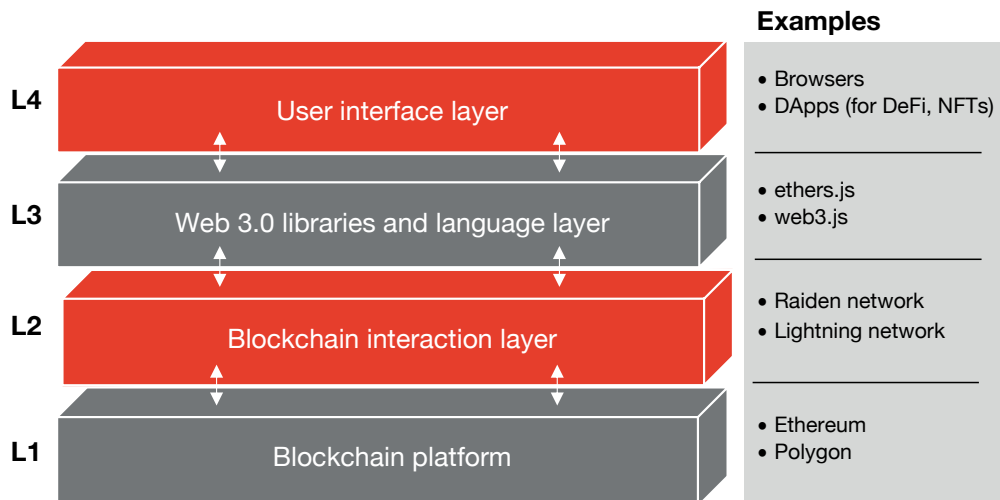 Examples
L4
User interface layer
• Browsers
• DApps (for DeFi, NFTs)
L3
Web 3.0 libraries and language layer
• ethers.js
• web3.js
L2
Blockchain interaction layer
• Raiden network
• Lightning network
L1
Blockchain platform
• Ethereum
• Polygon